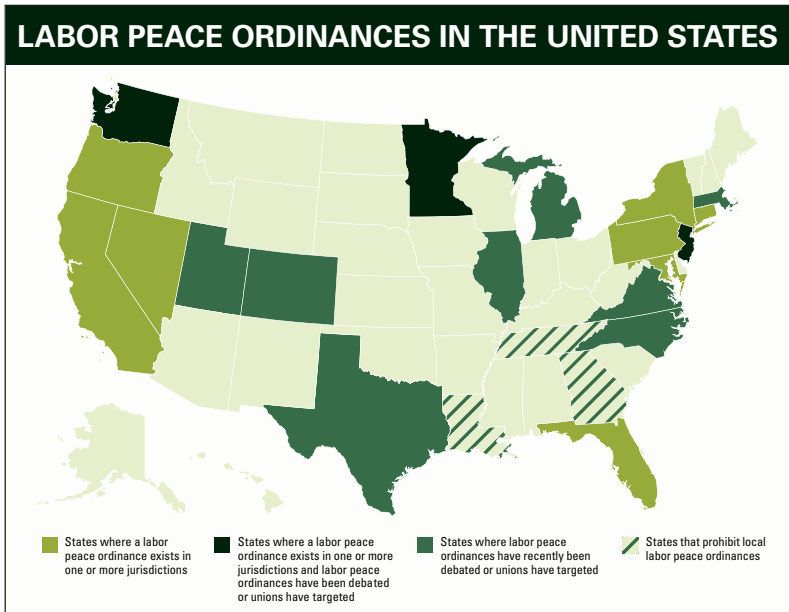 LABOR PEACE ORDINANCES IN THE UNITED STATES
States where a labor
peace ordinance exists in
one or more jurisdictions
States where a labor peace
ordinance exists in one or more
jurisdictions and labor peace
ordinances have been debated
or unions have targeted
States where labor peace
ordinances have recently been
debated or unions have targeted
States that prohibit local
labor peace ordinances